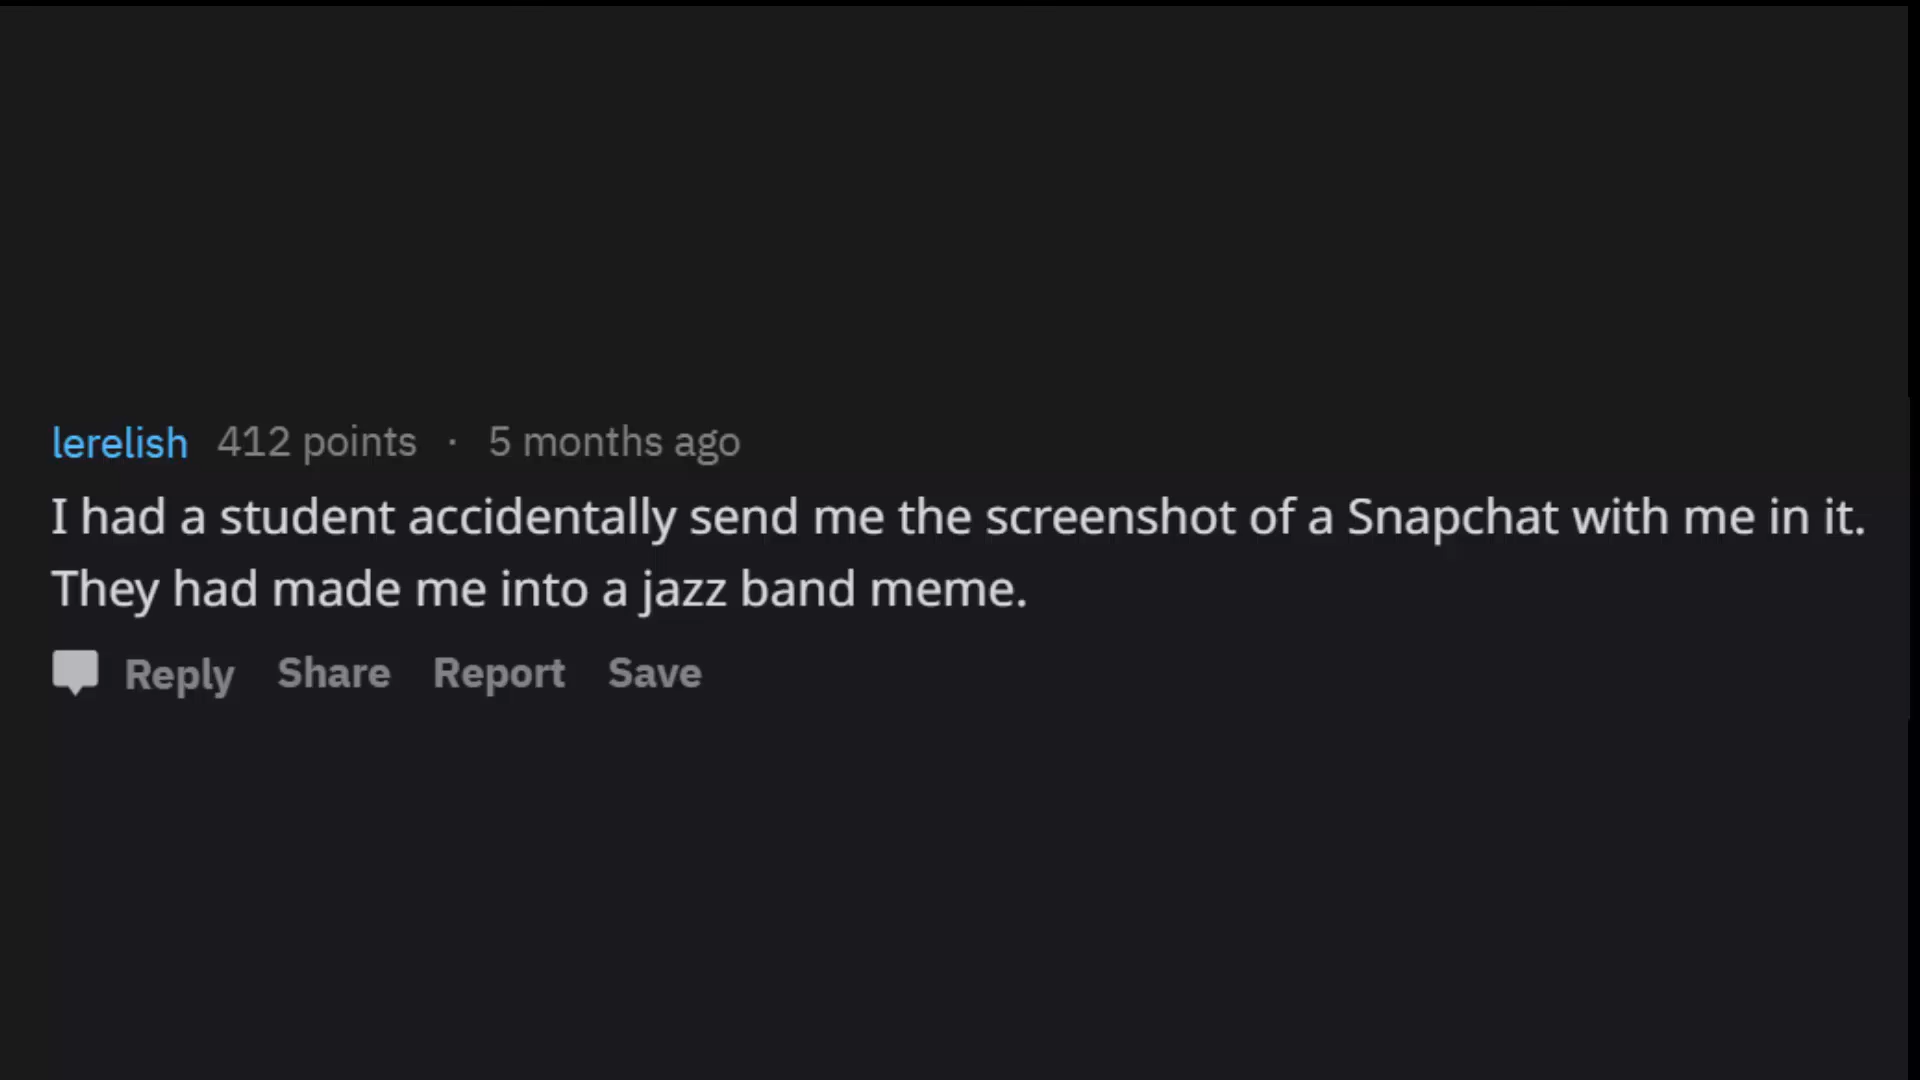 lerelish 412 points · 5 months ago
I had a student accidentally send me the screenshot of a Snapchat with me in it.
They had made me into a jazz band meme.
Reply Share Report Save